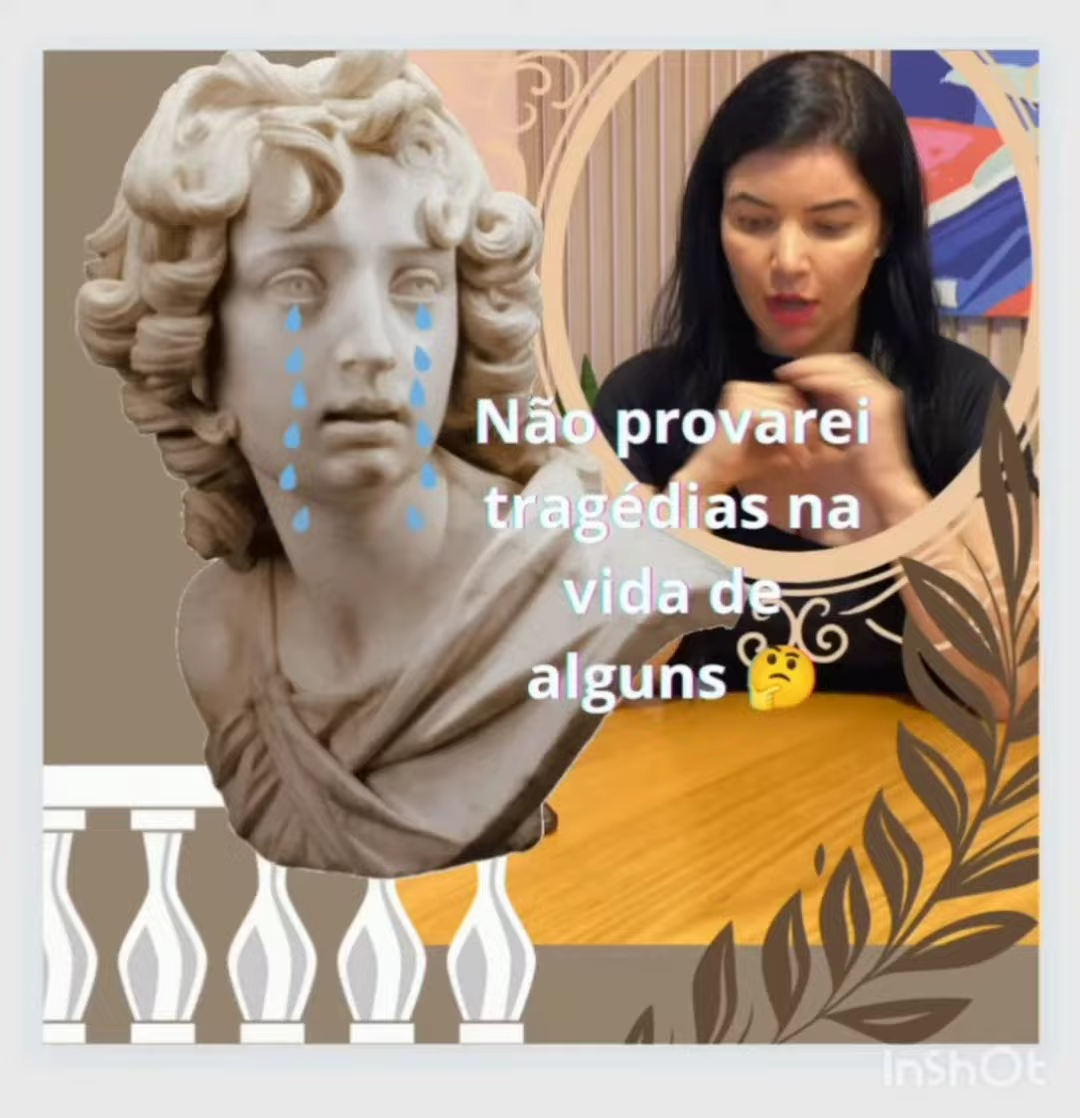 Não provarei
tragédias na
vida de
alguns 🤔
InShOt